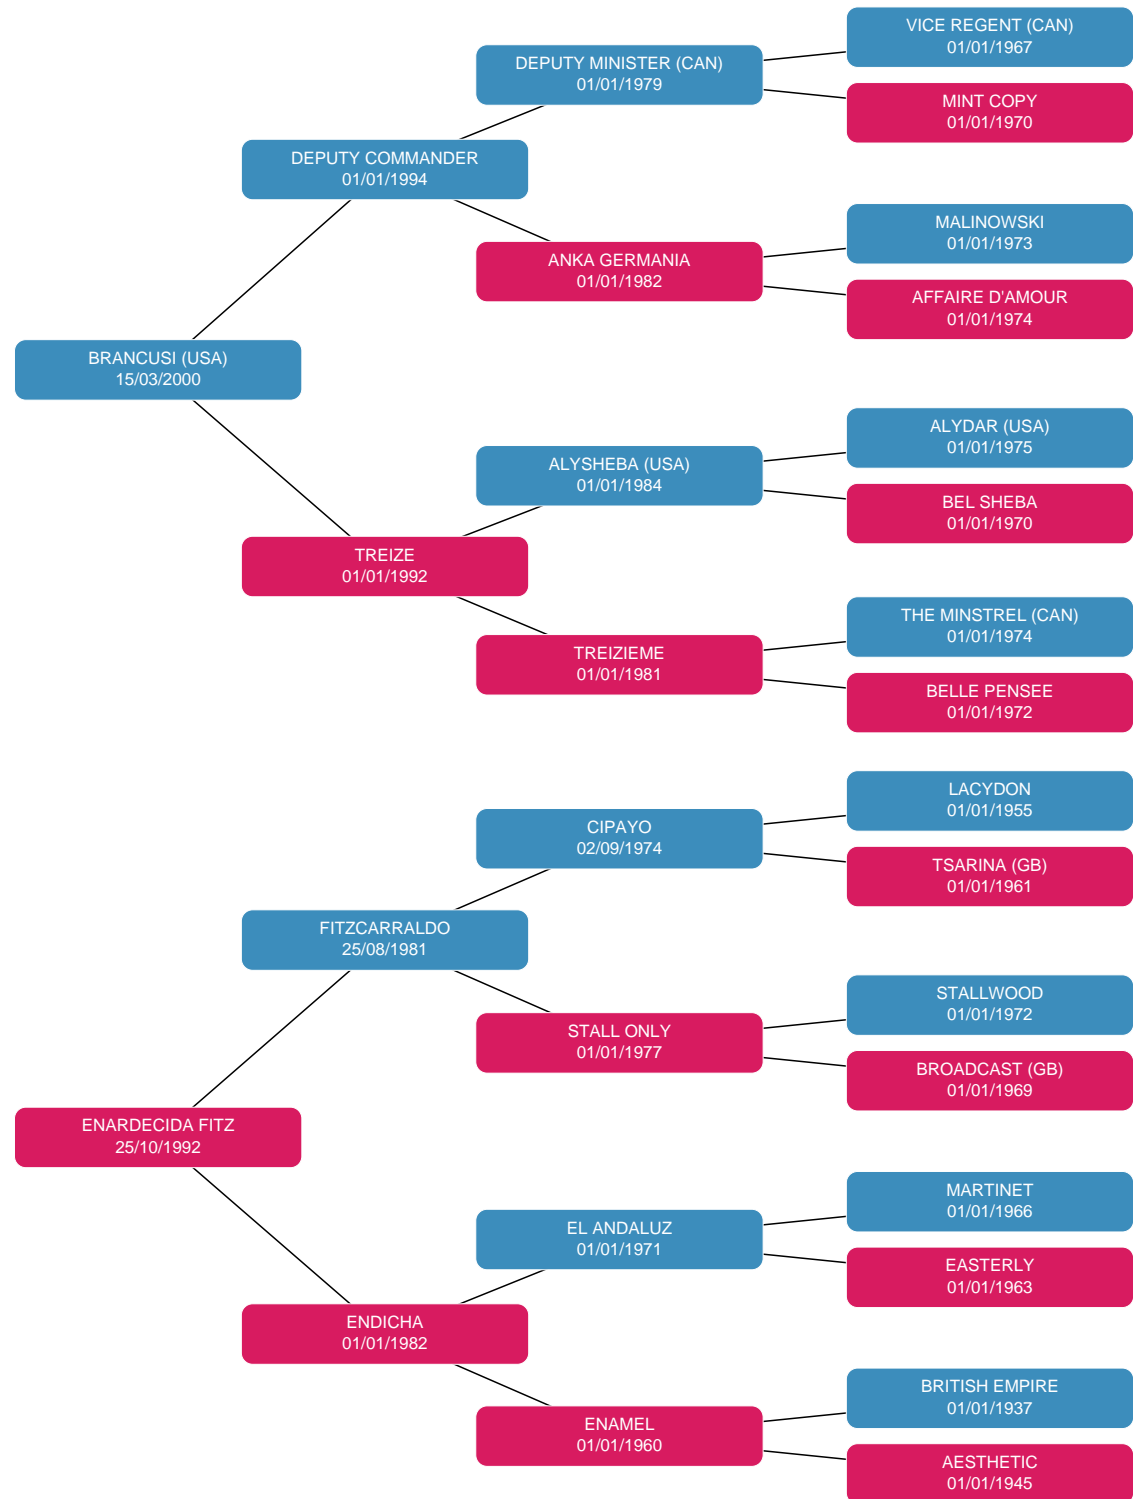 VICE REGENT (CAN)
01/01/1967
DEPUTY MINISTER (CAN)
01/01/1979
MINT COPY
01/01/1970
DEPUTY COMMANDER
01/01/1994
MALINOWSKI
01/01/1973
ANKA GERMANIA
01/01/1982
AFFAIRE D'AMOUR
01/01/1974
BRANCUSI (USA)
15/03/2000
ALYDAR (USA)
01/01/1975
ALYSHEBA (USA)
01/01/1984
BEL SHEBA
01/01/1970
TREIZE
01/01/1992
THE MINSTREL (CAN)
01/01/1974
TREIZIEME
01/01/1981
BELLE PENSEE
01/01/1972
LACYDON
01/01/1955
CIPAYO
02/09/1974
TSARINA (GB)
01/01/1961
FITZCARRALDO
25/08/1981
STALLWOOD
01/01/1972
STALL ONLY
01/01/1977
BROADCAST (GB)
01/01/1969
ENARDECIDA FITZ
25/10/1992
MARTINET
01/01/1966
EL ANDALUZ
01/01/1971
EASTERLY
01/01/1963
ENDICHA
01/01/1982
BRITISH EMPIRE
01/01/1937
ENAMEL
01/01/1960
AESTHETIC
01/01/1945